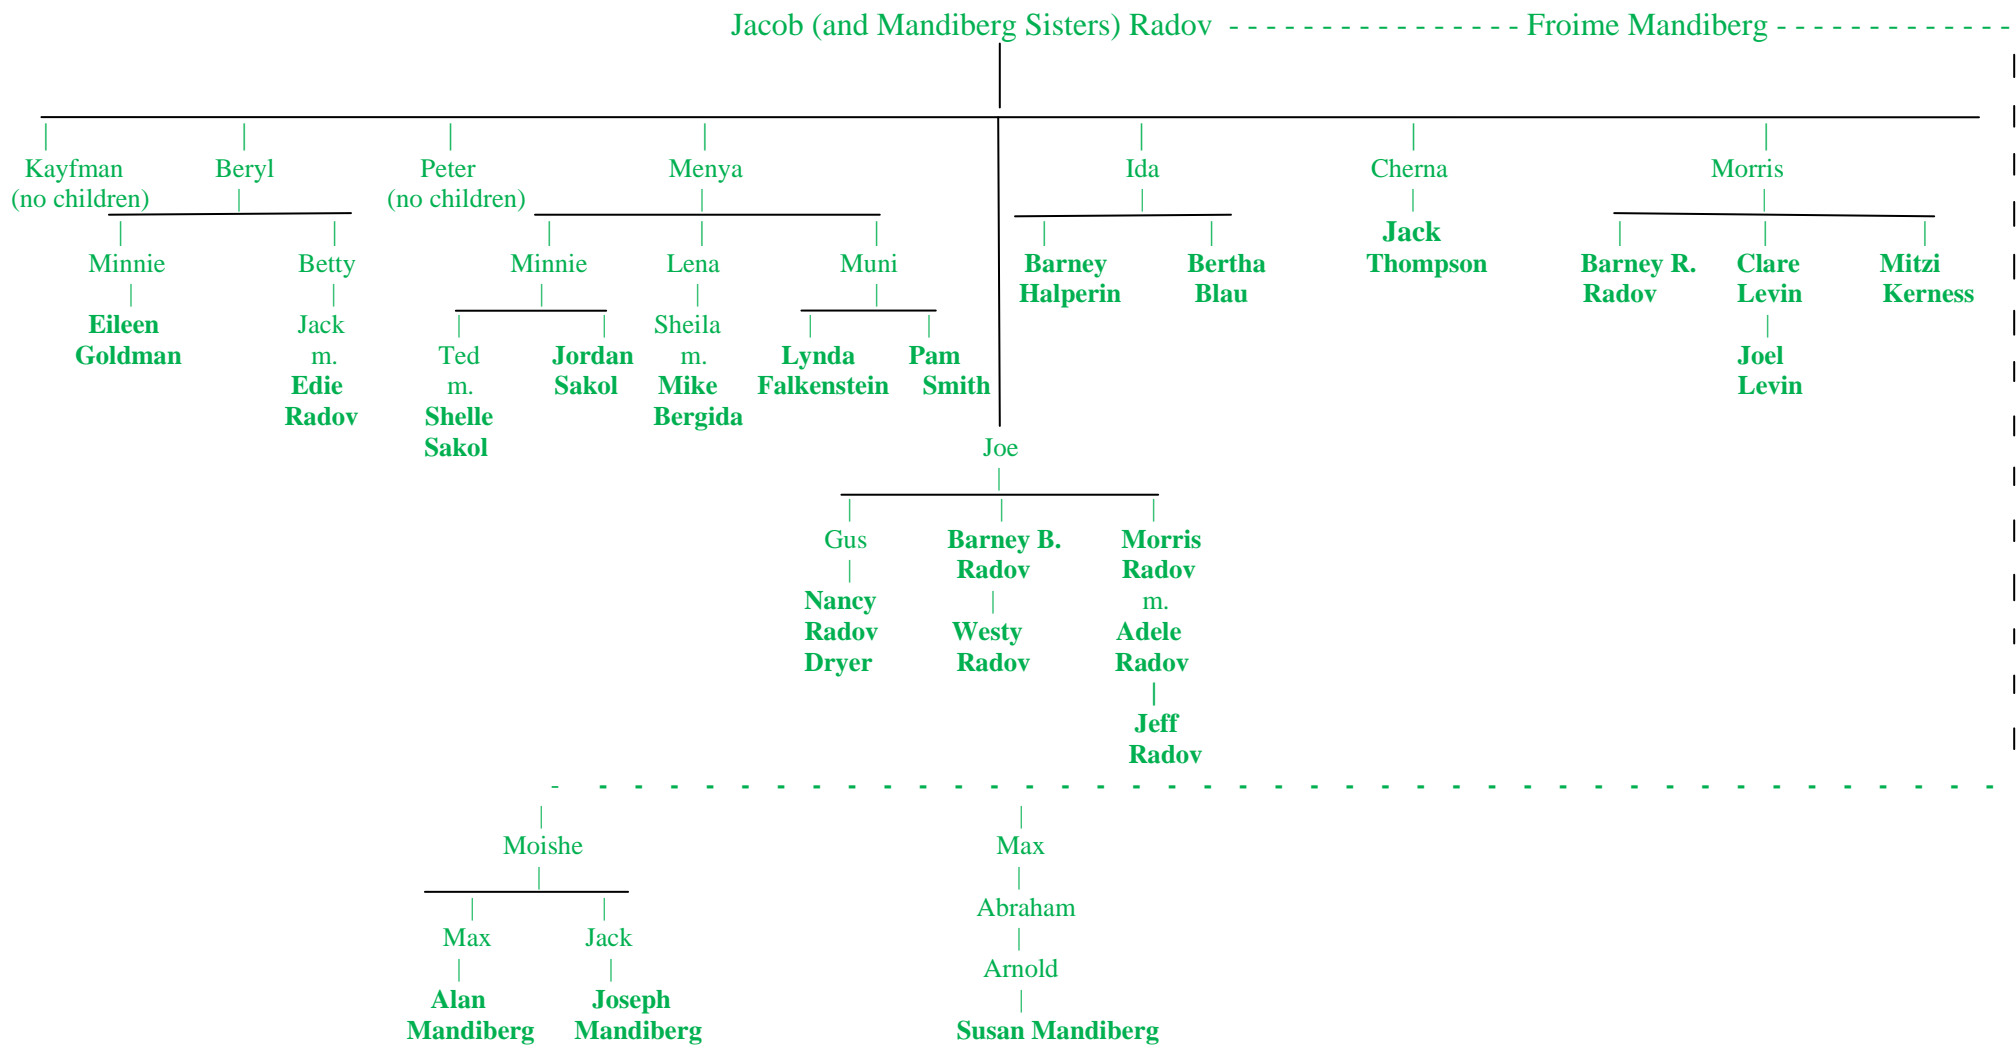 Jacob (and Mandiberg Sisters) Radov - - - - - - - - - - - - - - - - - - - Froime Mandiberg - - - - - - - - - - - - -
Kayfman Beryl Peter Menya Ida Cherna Morris
(no children) (no children)
Jack
Minnie Betty Minnie Lena Muni Barney Bertha Thompson Barney R. Clare Mitzi
Halperin Blau Radov Levin Kerness
Eileen Jack Sheila
Goldman m. Ted Jordan m. Lynda Pam Joel
Edie m. Sakol Mike Falkenstein Smith Levin
Radov Shelle Bergida
Sakol Joe
Gus Barney B. Morris
Radov Radov
Nancy m.
Radov Westy Adele
Dryer Radov Radov
Jeff
Radov
Moishe Max
Abraham
Max Jack
Arnold
Alan Joseph
Mandiberg Mandiberg Susan Mandiberg